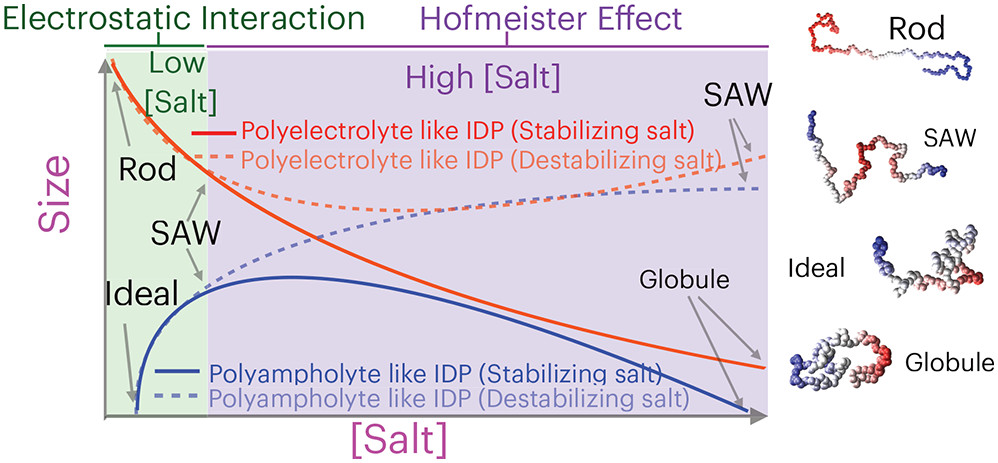 Electrostatic Interaction
Hofmeister Effect
Low
[Salt]
High [Salt]
SAW
Polyelectrolyte like IDP (Stabilizing salt)
Polyelectrolyte like IDP (Destabilizing salt)
Rod
SAW
Ideal
Globule
Polyampholyte like IDP (Stabilizing salt)
Polyampholyte like IDP (Destabilizing salt)
Size
[Salt]
Rod
SAW
Ideal
Globule